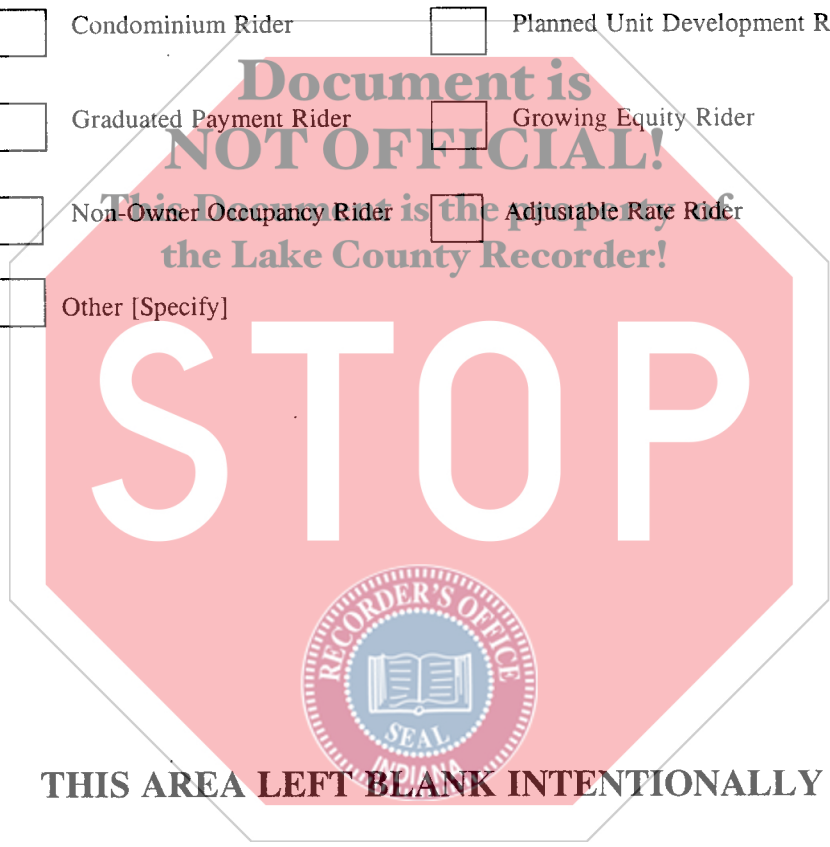 Condominium Rider Planned Unit Development R
Document is
Graduated Payment Rider Growing Equity Rider
NOT OFFICIAL!
This Document is the property of
Non-Owner Occupancy Rider Adjustable Rate Rider
the Lake County Recorder!
Other [Specify]
STOP
RECORDER'S OFFICE
SEAL
INDIANA
THIS AREA LEFT BLANK INTENTIONALLY